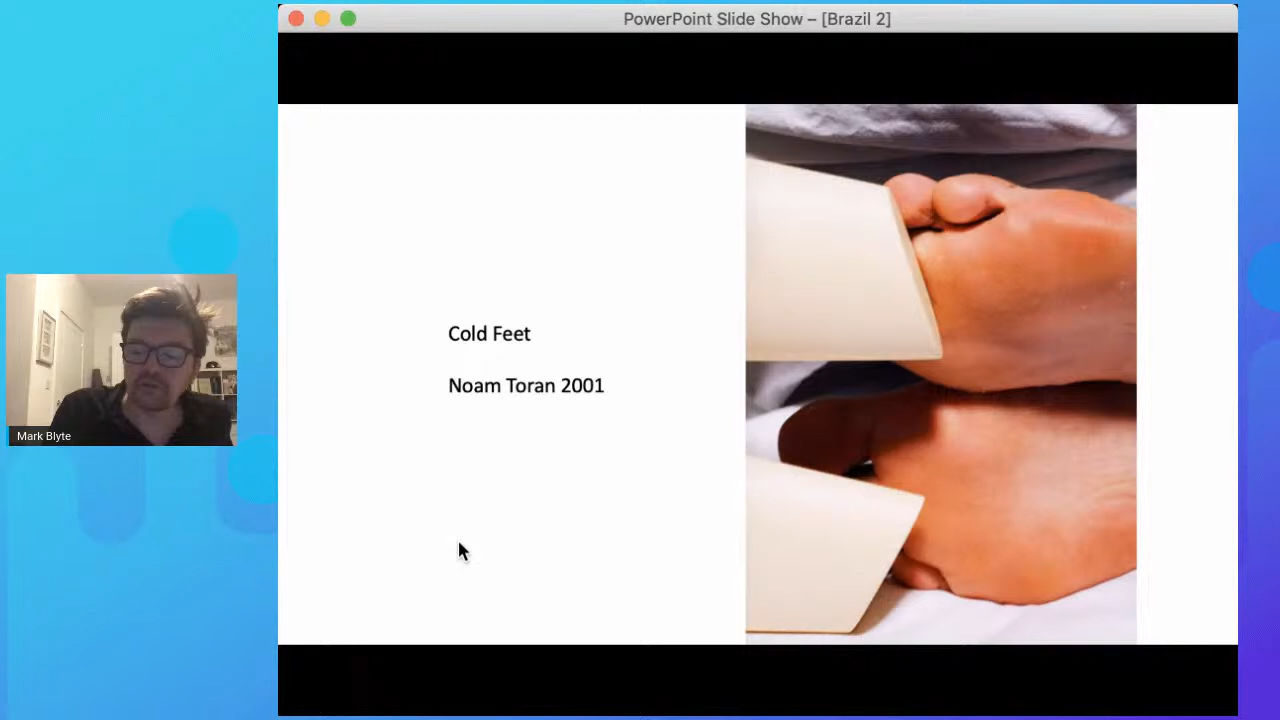 PowerPoint Slide Show – [Brazil 2]
Cold Feet
Noam Toran 2001
Mark Blyte